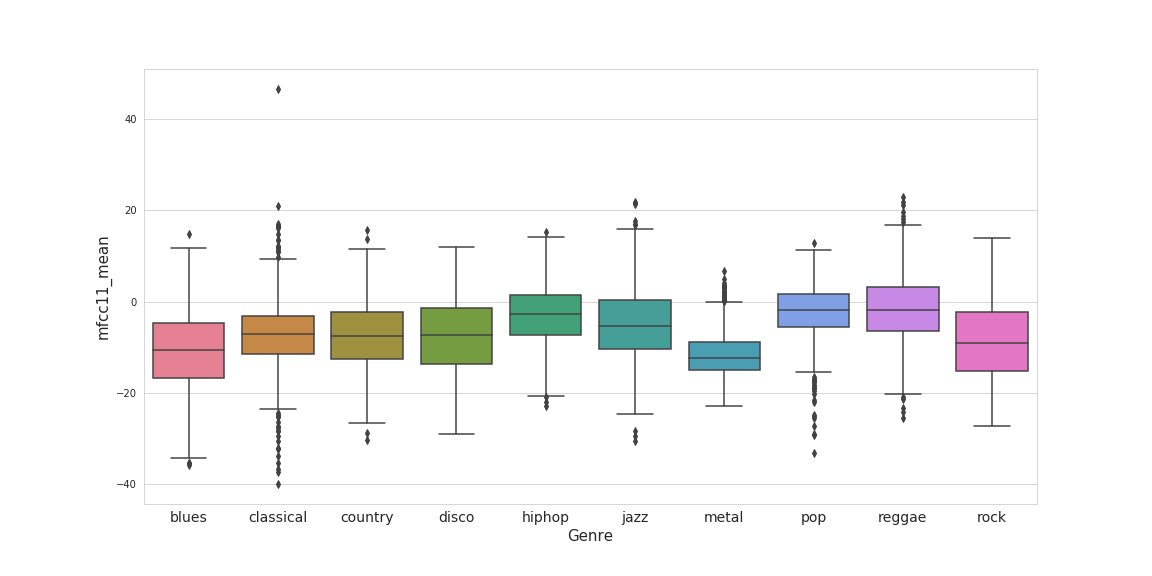 mfcc11_mean
40
20
0
−20
−40
blues classical country disco hiphop jazz metal pop reggae rock
Genre